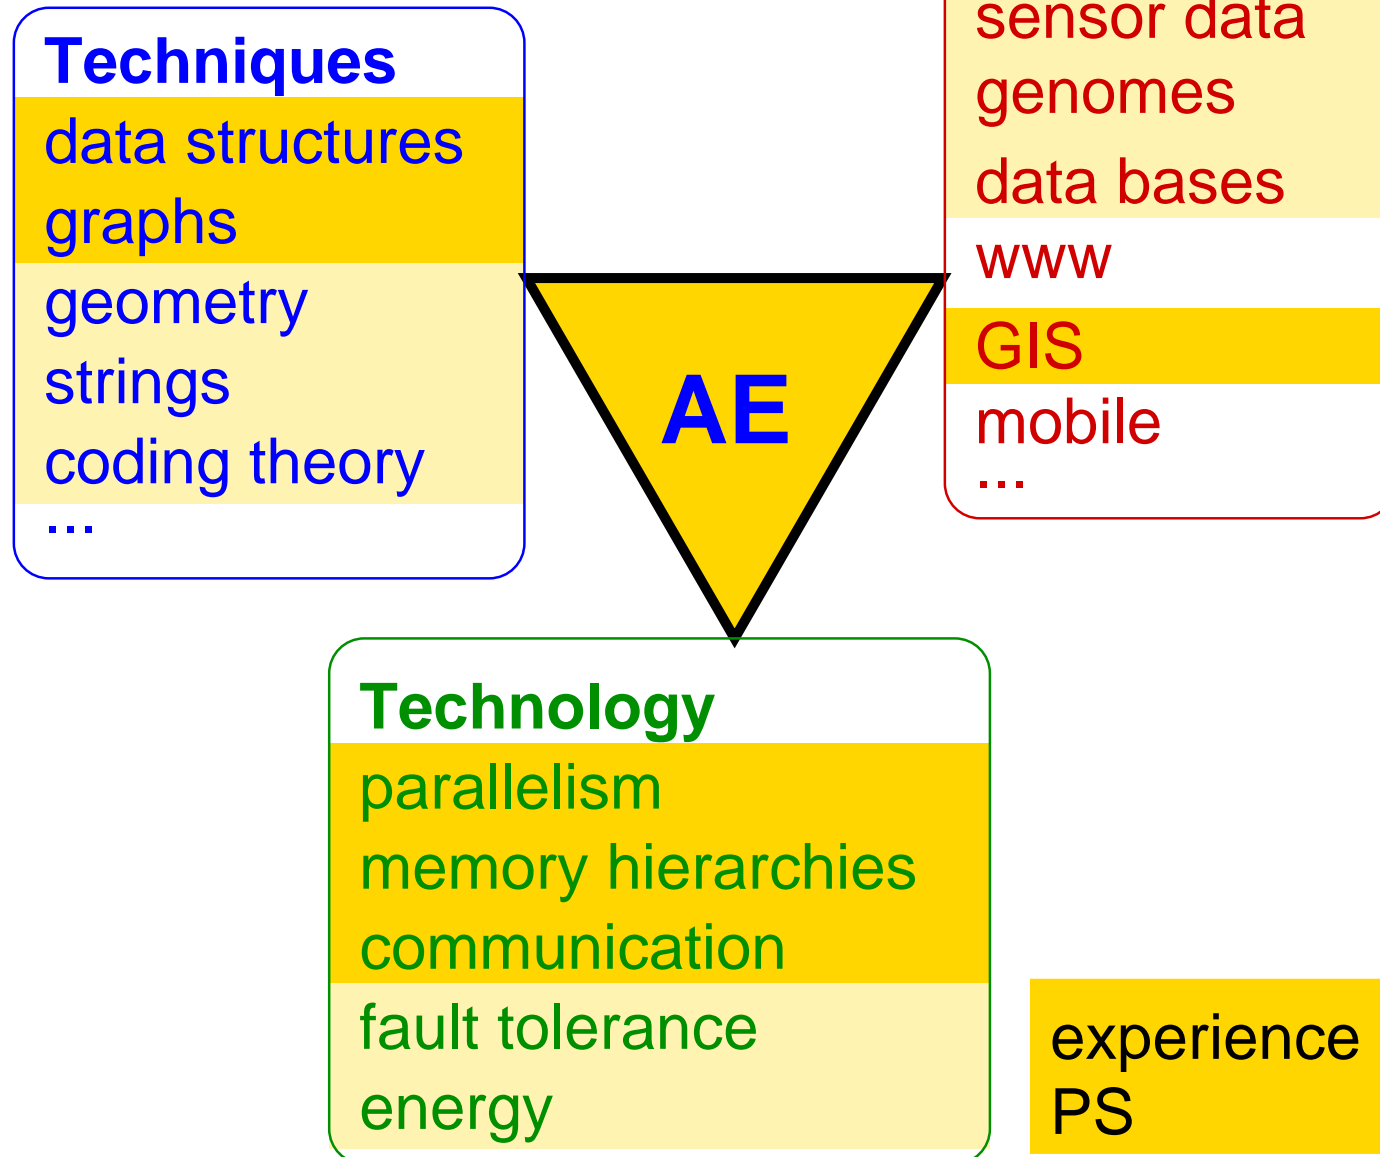 Techniques
data structures
graphs
geometry
strings
coding theory
...
sensor data
genomes
data bases
www
GIS
mobile
...
AE
Technology
parallelism
memory hierarchies
communication
fault tolerance
energy
experience
PS